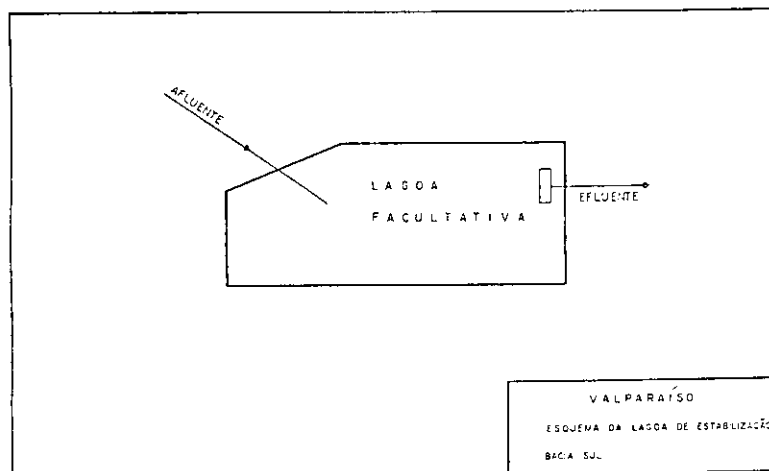 AFLUENTE
LAGOA
FACULTATIVA
EFLUENTE
VALPARAÍSO
ESQUEMA DA LAGOA DE ESTABILIZAÇÃO
BACIA SUL